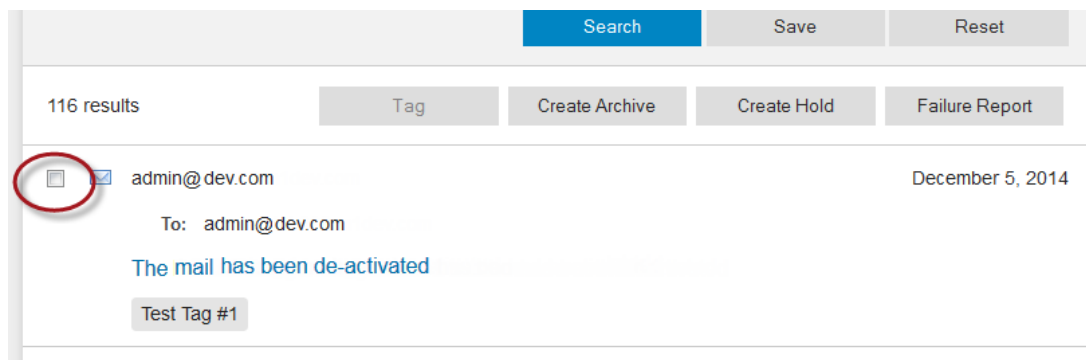 Search Save Reset
116 results Tag Create Archive Create Hold Failure Report
admin@dev.com December 5, 2014
To: admin@dev.com
The mail has been de-activated
Test Tag #1